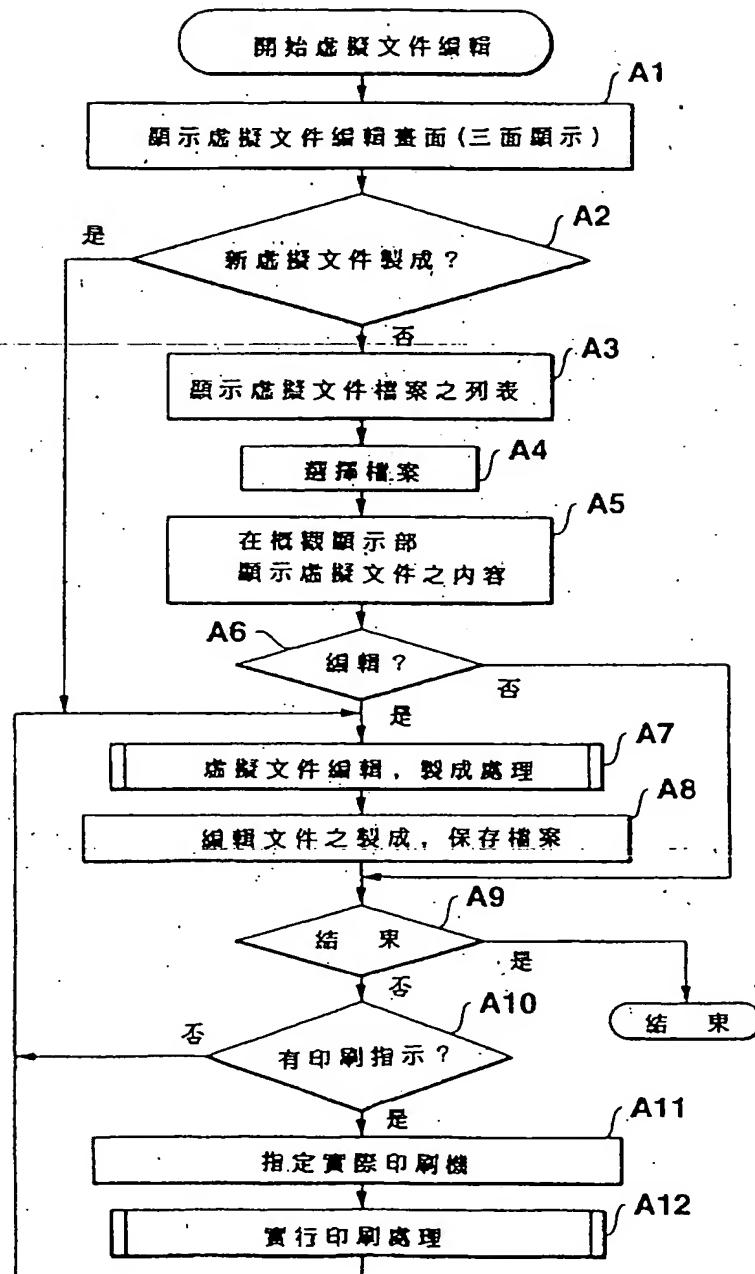 開始虛擬文件編輯
A1
顯示虛擬文件編輯畫面(三面顯示)
A2
是
新虛擬文件製成？
否
A3
顯示虛擬文件檔案之列表
A4
選擇檔案
A5
在概觀顯示部
顯示虛擬文件之內容
A6
編輯？
否
是
A7
虛擬文件編輯，製成處理
A8
編輯文件之製成，保存檔案
A9
結束
是
否
A10
結束
否
有印刷指示？
是
A11
指定實際印刷機
A12
實行印刷處理